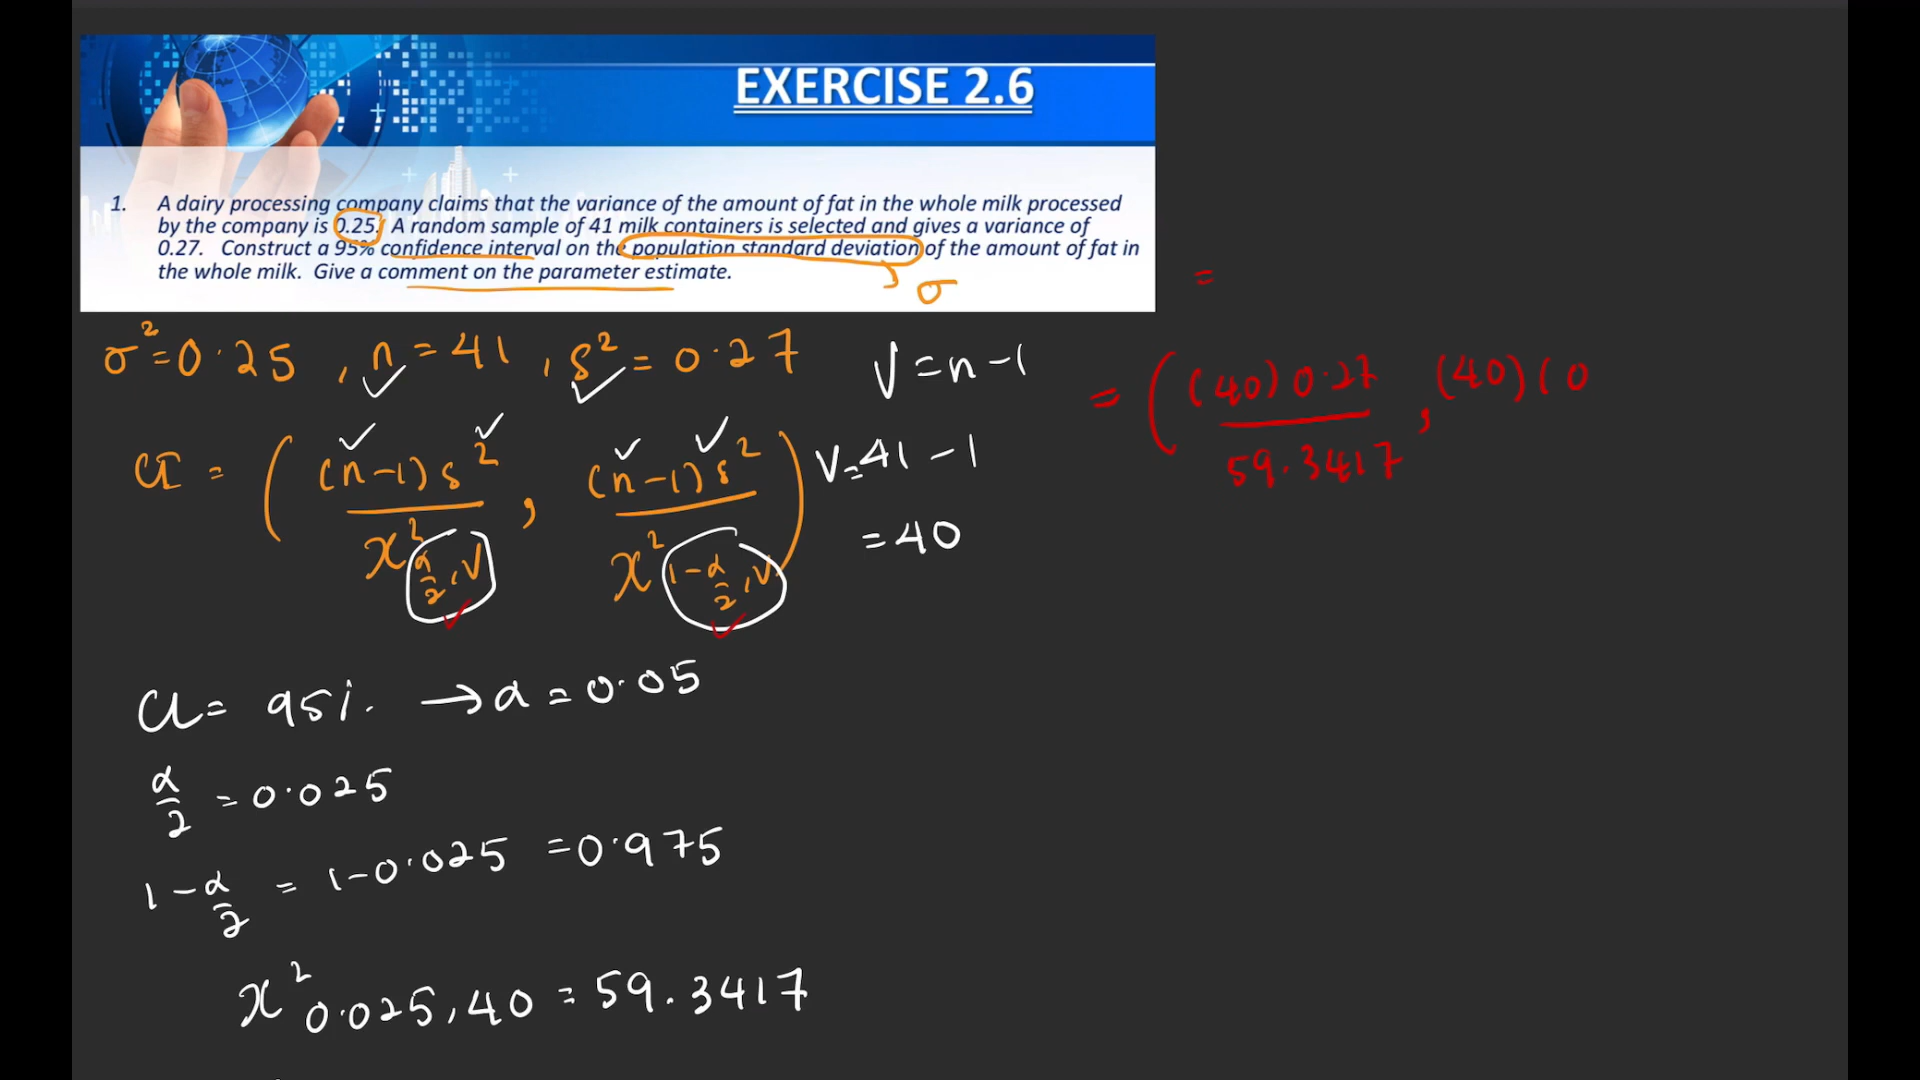 EXERCISE 2.6
1. A dairy processing company claims that the variance of the amount of fat in the whole milk processed
by the company is 0.25. A random sample of 41 milk containers is selected and gives a variance of
0.27. Construct a 95% confidence interval on the population standard deviation of the amount of fat in
the whole milk. Give a comment on the parameter estimate.
σ
σ² = 0.25, n = 41, s² = 0.27
CI = ( (n-1)s² / x² α/2, V , (n-1)s² / x² 1-α/2, V )
CI = 95% → α = 0.05
α/2 = 0.025
1 - α/2 = 1 - 0.025 = 0.975
x² 0.025, 40 = 59.3417
V = n - 1
V = 41 - 1
= 40
=
= ( (40) 0.27 / 59.3417 , (40) ( 0